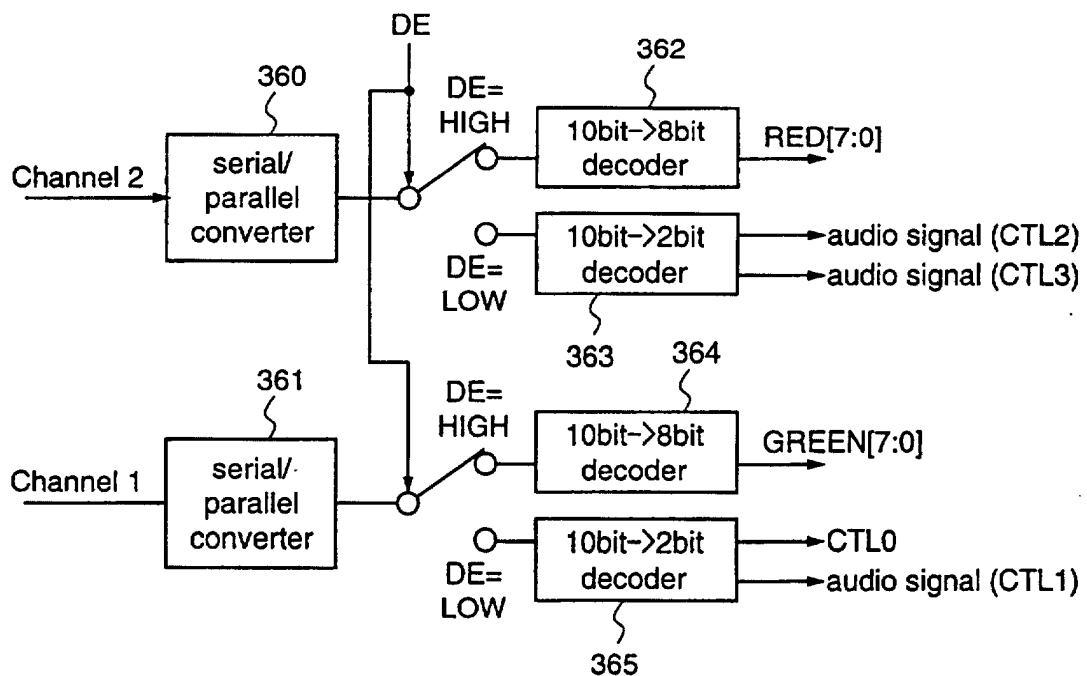 DE
360
362
DE=
HIGH
10bit->8bit
decoder
RED[7:0]
serial/
parallel
converter
Channel 2
10bit->2bit
decoder
audio signal (CTL2)
audio signal (CTL3)
DE=
LOW
363
361
364
DE=
HIGH
10bit->8bit
decoder
GREEN[7:0]
Channel 1
serial/
parallel
converter
10bit->2bit
decoder
CTL0
audio signal (CTL1)
DE=
LOW
365